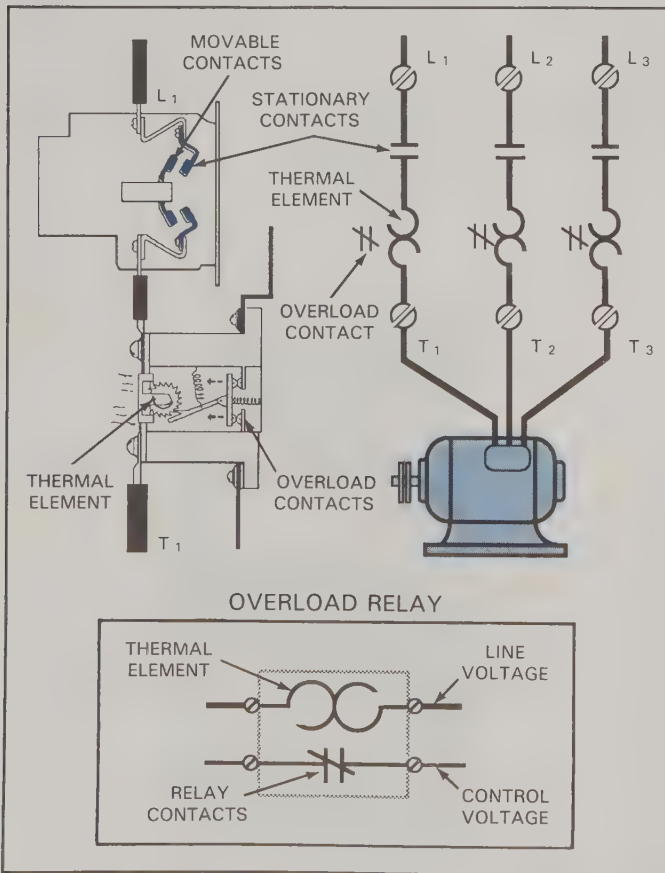 MOVABLE
CONTACTS
L1
STATIONARY
CONTACTS
L1
L2
L3
THERMAL
ELEMENT
OVERLOAD
CONTACT
T1
T2
T3
THERMAL
ELEMENT
OVERLOAD
CONTACTS
T1
OVERLOAD RELAY
THERMAL
ELEMENT
LINE
VOLTAGE
RELAY
CONTACTS
CONTROL
VOLTAGE